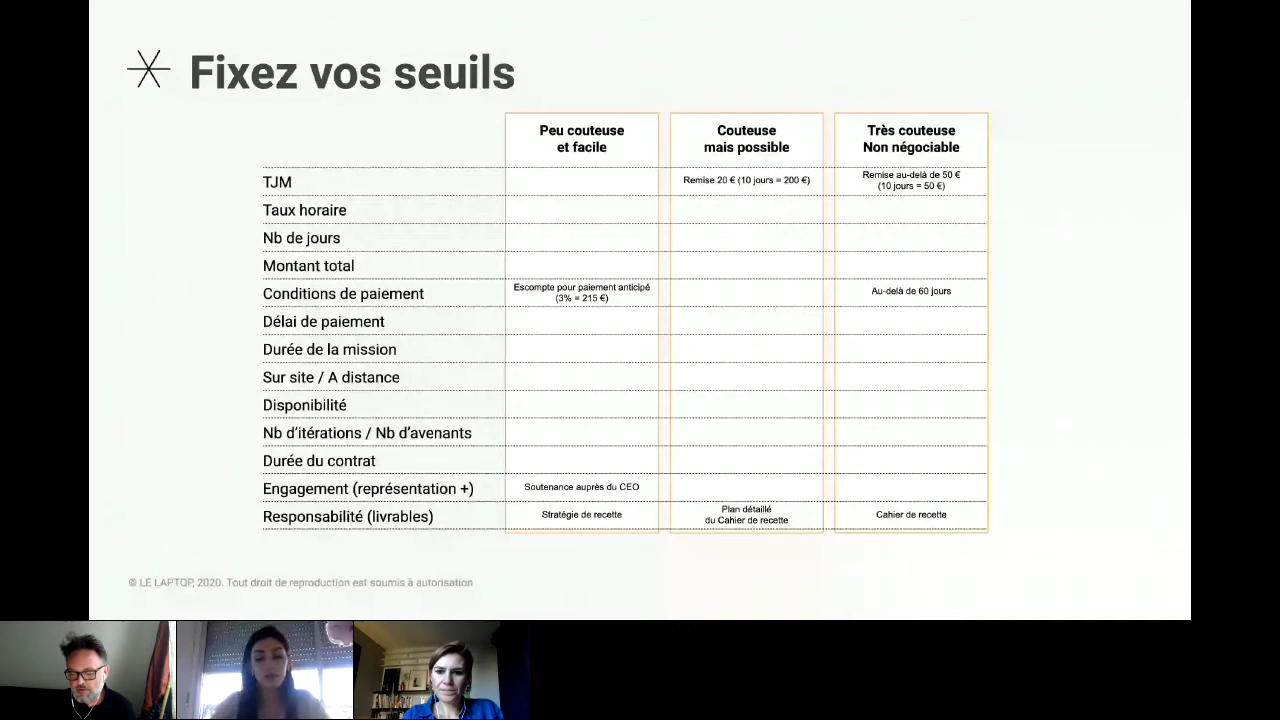 Fixez vos seuils
Peu couteuse
et facile
Couteuse
mais possible
Très couteuse
Non négociable
TJM
Remise 20 € (10 jours = 200 €)
Remise au-delà de 50 €
(10 jours = 50 €)
Taux horaire
Nb de jours
Montant total
Conditions de paiement
Escompte pour paiement anticipé
(3% = 215 €)
Au-delà de 60 jours
Délai de paiement
Durée de la mission
Sur site / A distance
Disponibilité
Nb d'itérations / Nb d'avenants
Durée du contrat
Engagement (représentation +)
Soutenance auprès du CEO
Responsabilité (livrables)
Stratégie de recette
Plan détaillé
du Cahier de recette
Cahier de recette
© LE LAPTOP, 2020. Tout droit de reproduction est soumis à autorisation